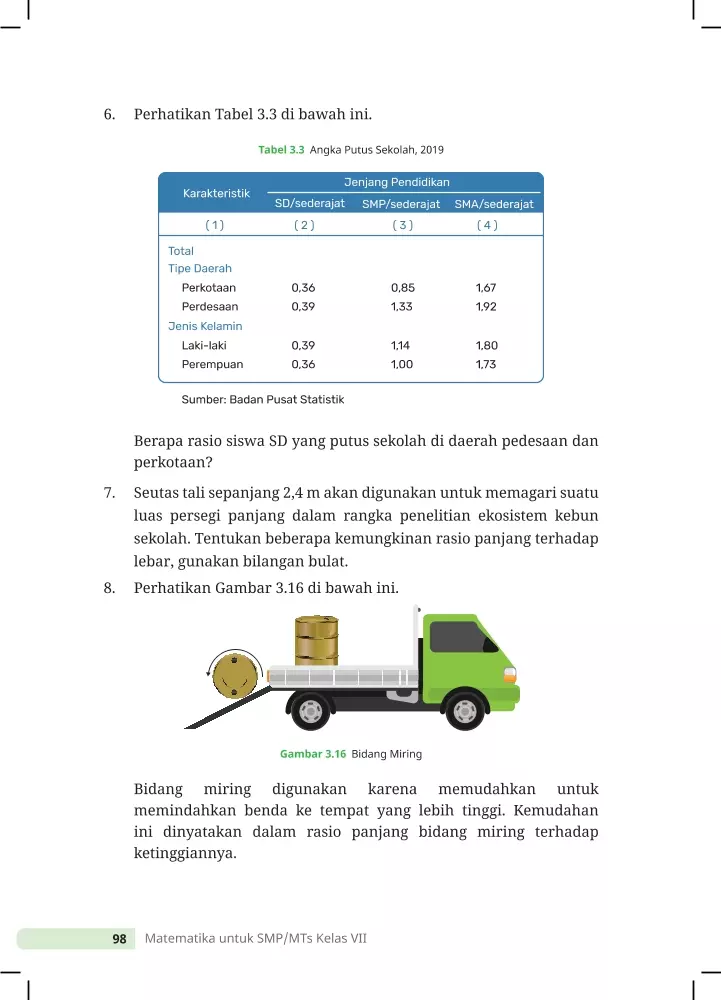 6. Perhatikan Tabel 3.3 di bawah ini.
Tabel 3.3 Angka Putus Sekolah, 2019
Karakteristik
Jenjang Pendidikan
SD/sederajat SMP/sederajat SMA/sederajat
( 1 ) ( 2 ) ( 3 ) ( 4 )
Total
Tipe Daerah
Perkotaan 0,36 0,85 1,67
Perdesaan 0,39 1,33 1,92
Jenis Kelamin
Laki-laki 0,39 1,14 1,80
Perempuan 0,36 1,00 1,73
Sumber: Badan Pusat Statistik
Berapa rasio siswa SD yang putus sekolah di daerah pedesaan dan
perkotaan?
7. Seutas tali sepanjang 2,4 m akan digunakan untuk memagari suatu
luas persegi panjang dalam rangka penelitian ekosistem kebun
sekolah. Tentukan beberapa kemungkinan rasio panjang terhadap
lebar, gunakan bilangan bulat.
8. Perhatikan Gambar 3.16 di bawah ini.
Gambar 3.16 Bidang Miring
Bidang miring digunakan karena memudahkan untuk
memindahkan benda ke tempat yang lebih tinggi. Kemudahan
ini dinyatakan dalam rasio panjang bidang miring terhadap
ketinggiannya.
98 Matematika untuk SMP/MTs Kelas VII